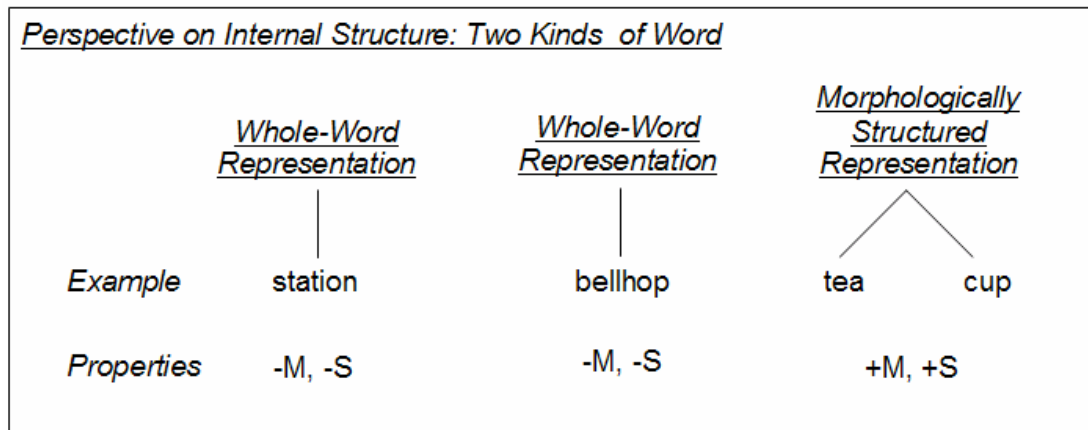 Perspective on Internal Structure: Two Kinds of Word
Whole-Word
Representation
Whole-Word
Representation
Morphologically
Structured
Representation
Example station bellhop tea cup
Properties -M, -S -M, -S +M, +S